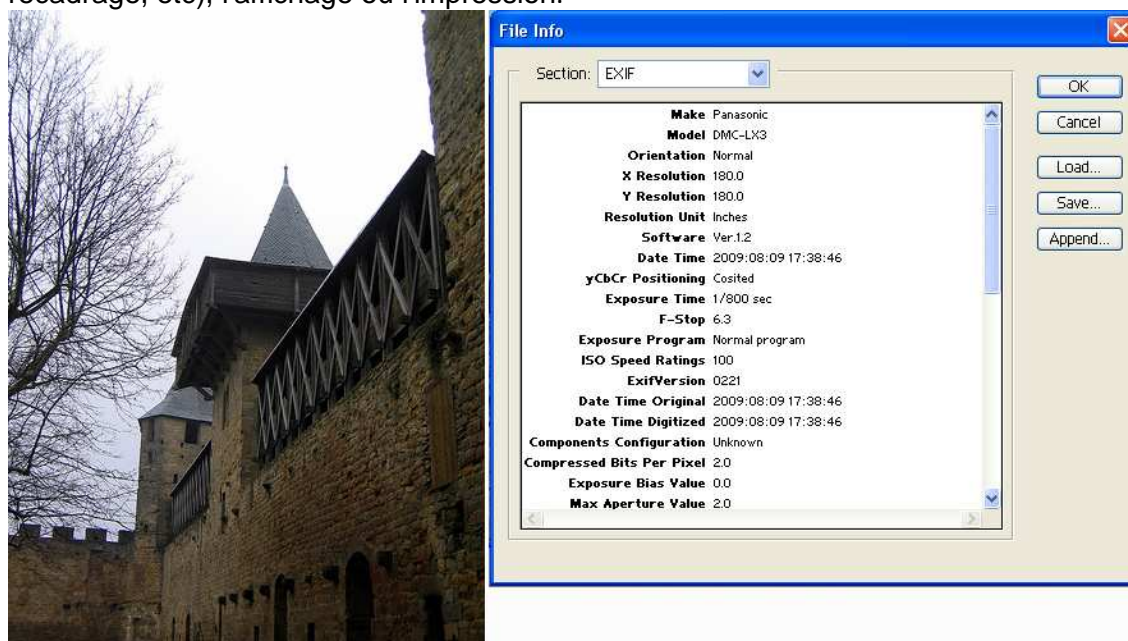 recadrage, etc), l'affichage ou l'impression.
File Info
Section: EXIF
OK
Cancel
Load...
Save...
Append...
Make Panasonic
Model DMC-LX3
Orientation Normal
X Resolution 180.0
Y Resolution 180.0
Resolution Unit Inches
Software Ver.1.2
Date Time 2009:08:09 17:38:46
yCbCr Positioning Cosited
Exposure Time 1/800 sec
F-Stop 6.3
Exposure Program Normal program
ISO Speed Ratings 100
ExifVersion 0221
Date Time Original 2009:08:09 17:38:46
Date Time Digitized 2009:08:09 17:38:46
Components Configuration Unknown
Compressed Bits Per Pixel 2.0
Exposure Bias Value 0.0
Max Aperture Value 2.0